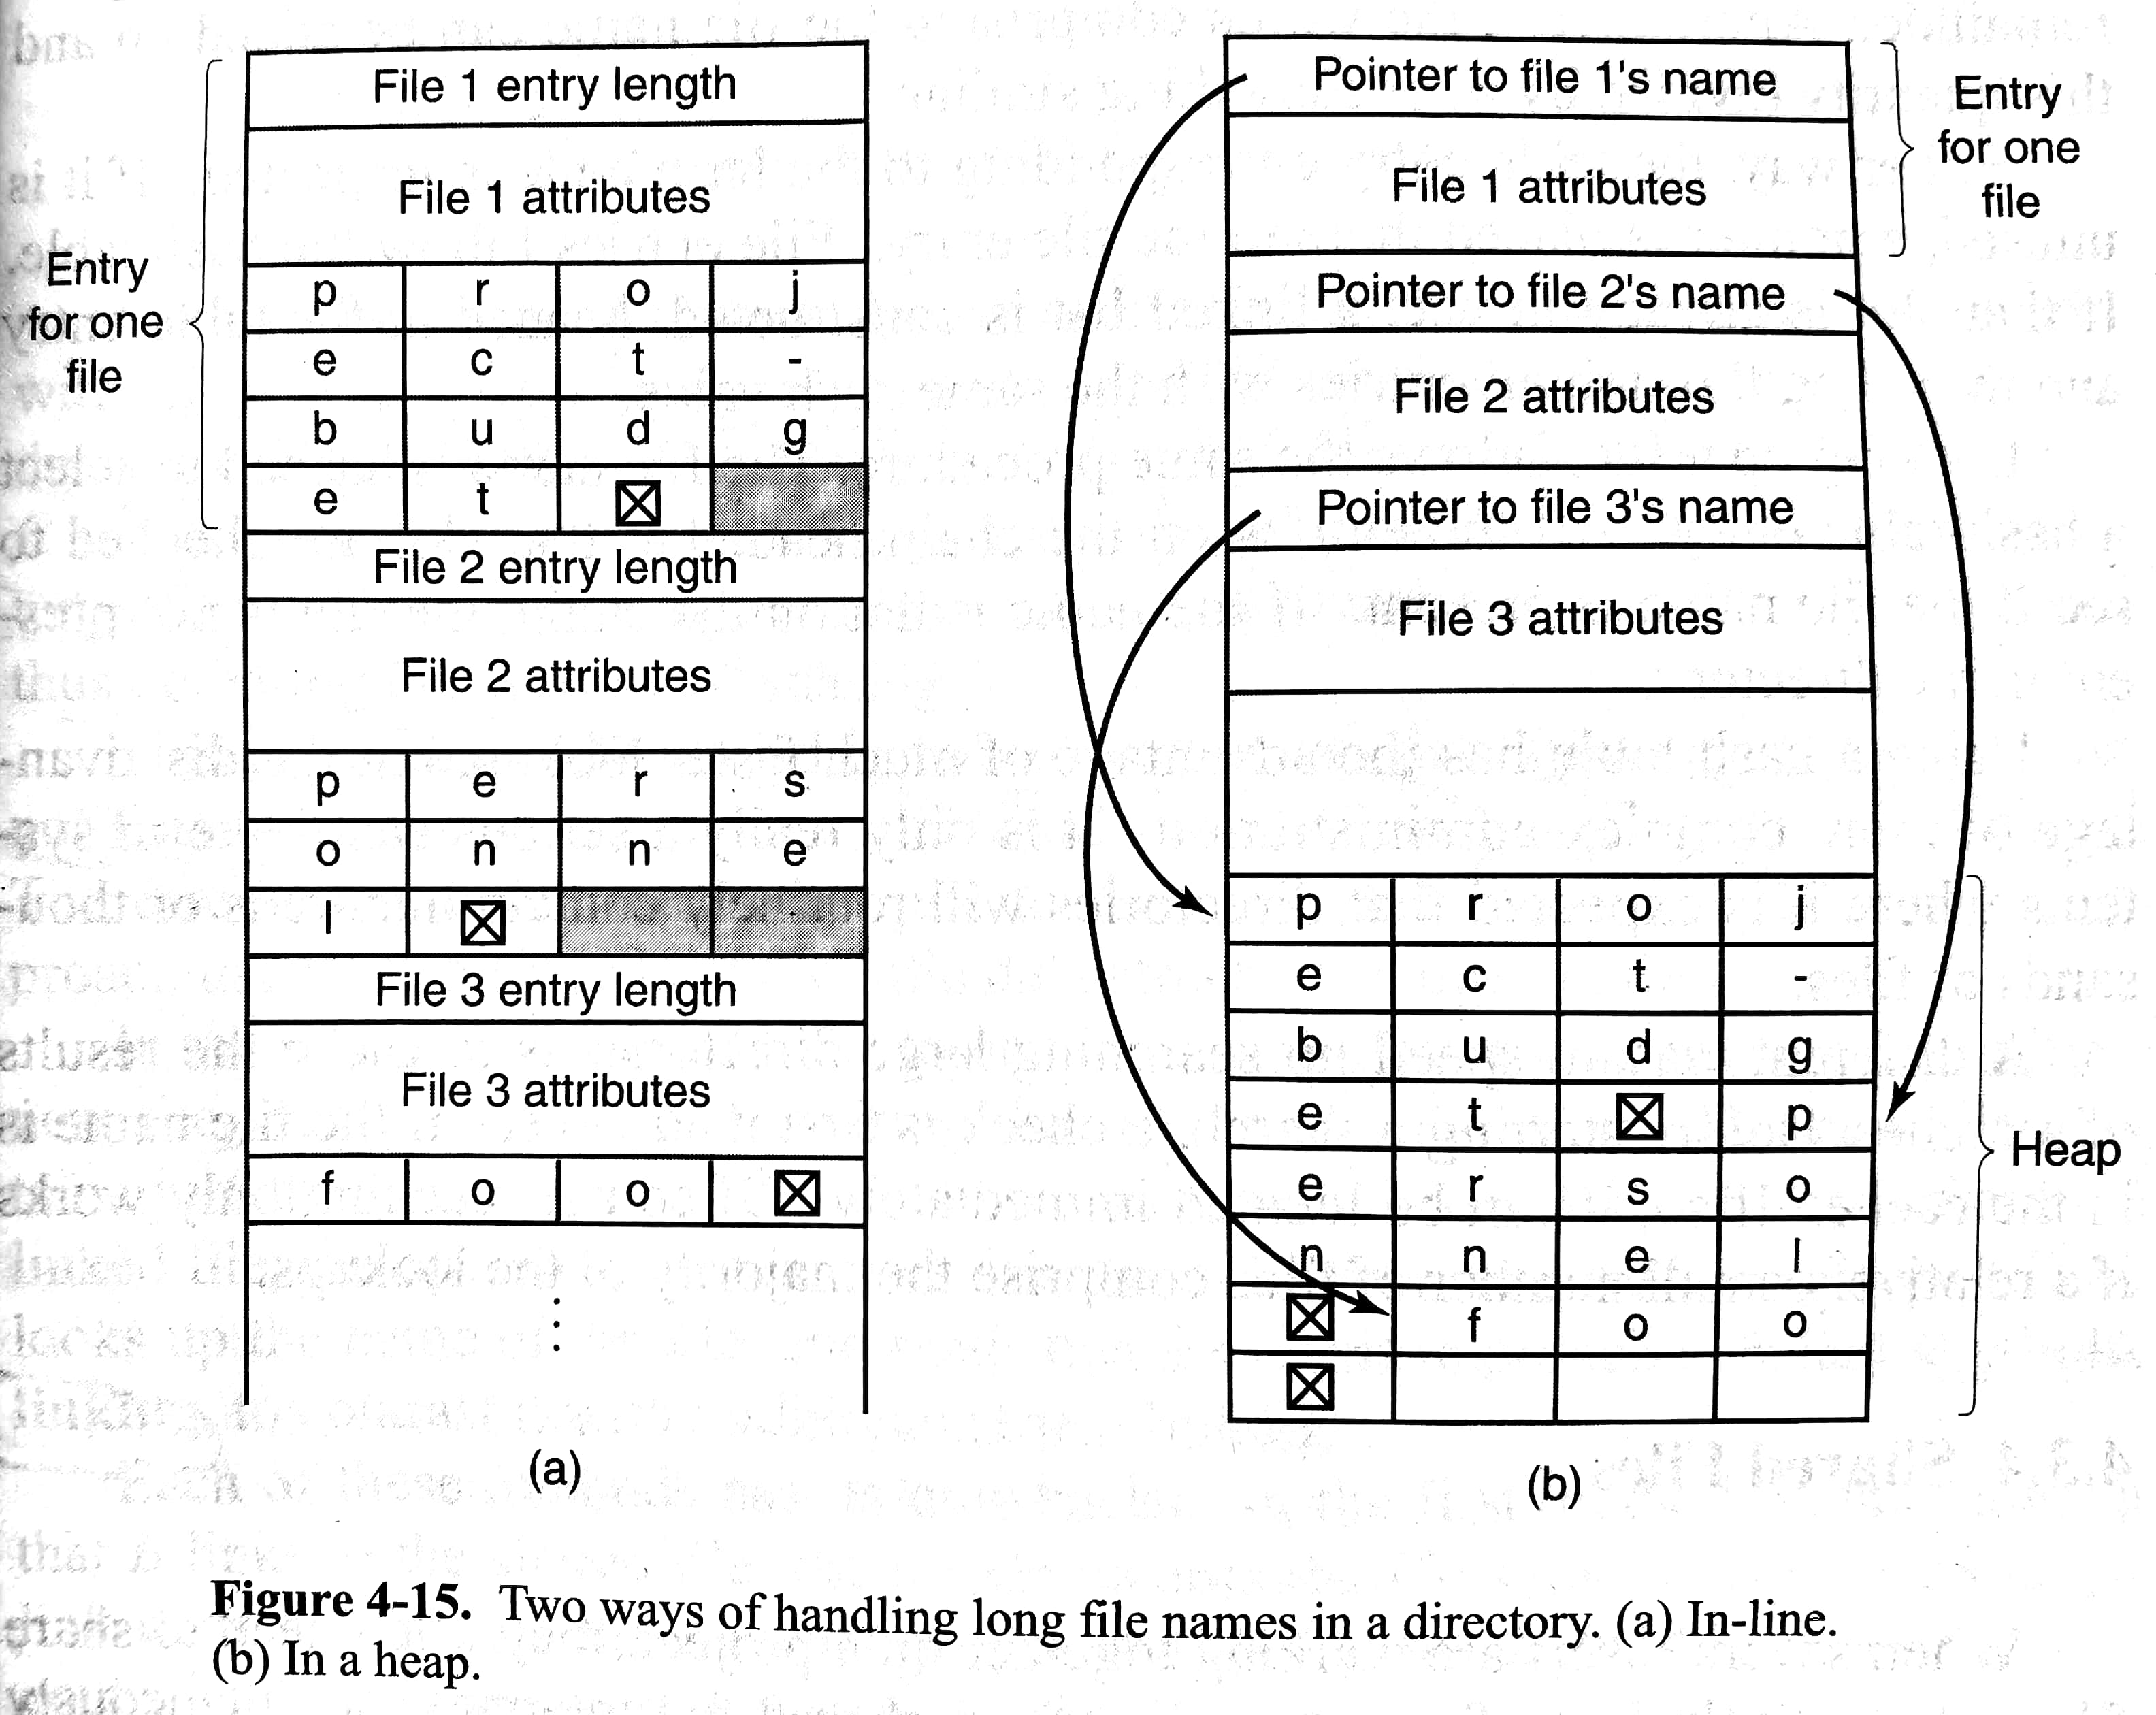 File 1 entry length
File 1 attributes
Entry
for one
file
p r o j
e c t -
b u d g
e t
File 2 entry length
File 2 attributes
p e r s
o n n e
l
File 3 entry length
File 3 attributes
f o o
⋮
(a)
Pointer to file 1's name
File 1 attributes
Entry
for one
file
Pointer to file 2's name
File 2 attributes
Pointer to file 3's name
File 3 attributes
p r o j
e c t -
b u d g
e t p
e r s o
n n e l
f o o
Heap
(b)
Figure 4-15. Two ways of handling long file names in a directory. (a) In-line.
(b) In a heap.